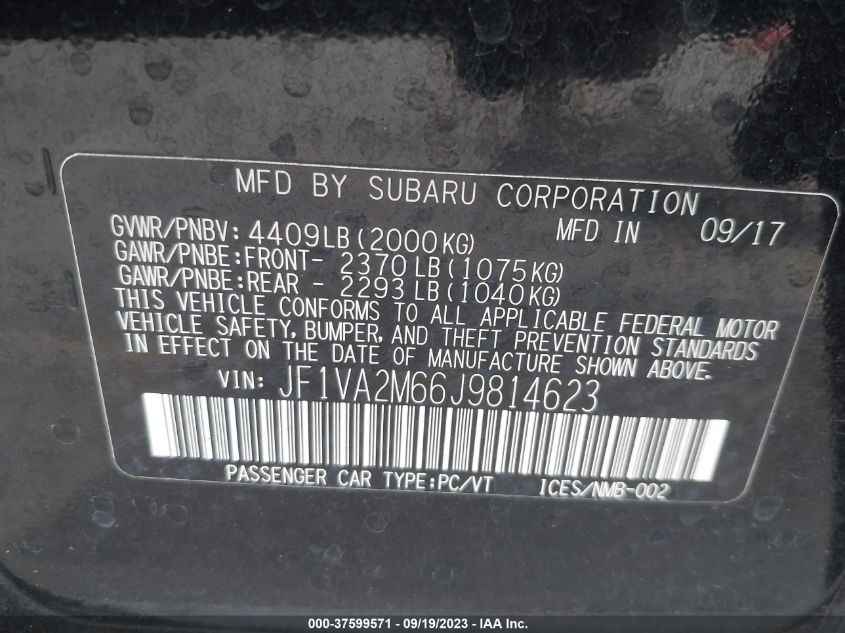 MFD BY SUBARU CORPORATION
GVWR/PNBV: 4409LB(2000KG) MFD IN 09/17
GAWR/PNBE:FRONT- 2370LB(1075KG)
GAWR/PNBE:REAR - 2293LB(1040KG)
THIS VEHICLE CONFORMS TO ALL APPLICABLE FEDERAL MOTOR
VEHICLE SAFETY, BUMPER, AND THEFT PREVENTION STANDARDS
IN EFFECT ON THE DATE OF MANUFACTURE SHOWN ABOVE.
VIN: JF1VA2M66J9814623
PASSENGER CAR TYPE:PC/VT ICES/NMB-002
000-37599571 - 09/19/2023 - IAA Inc.